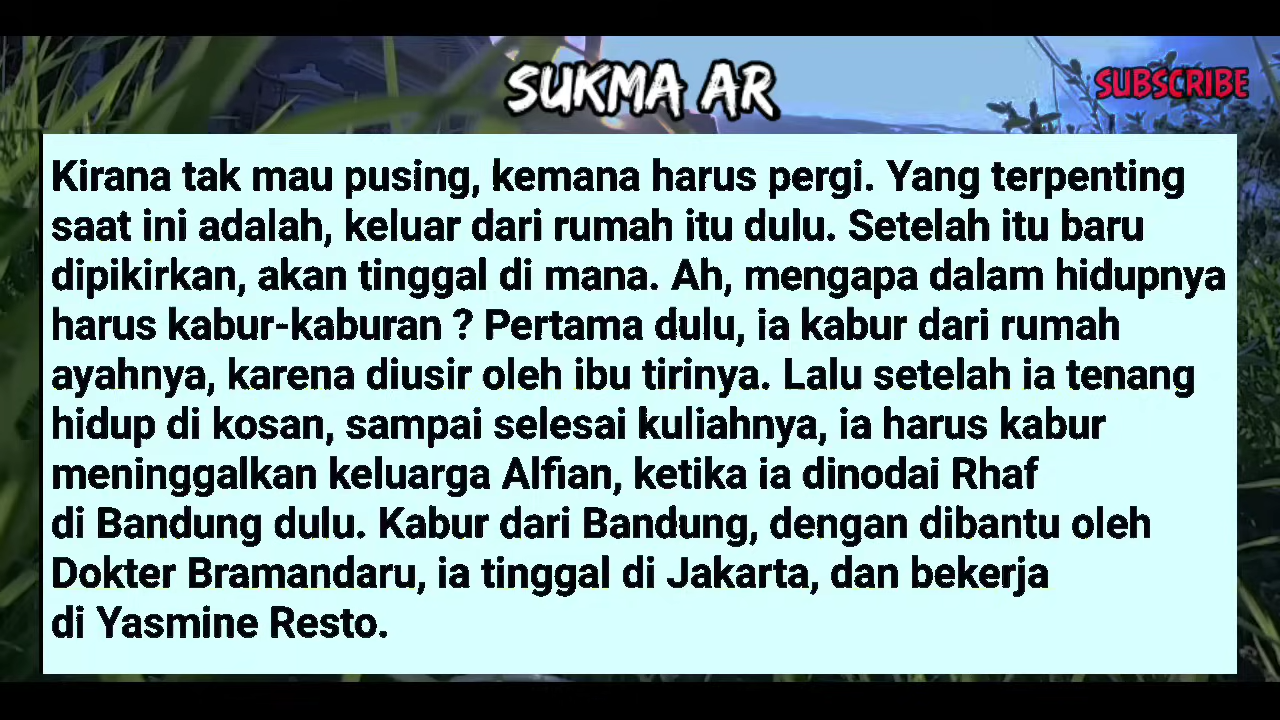 SUKMA AR
SUBSCRIBE
Kirana tak mau pusing, kemana harus pergi. Yang terpenting
saat ini adalah, keluar dari rumah itu dulu. Setelah itu baru
dipikirkan, akan tinggal di mana. Ah, mengapa dalam hidupnya
harus kabur-kaburan ? Pertama dulu, ia kabur dari rumah
ayahnya, karena diusir oleh ibu tirinya. Lalu setelah ia tenang
hidup di kosan, sampai selesai kuliahnya, ia harus kabur
meninggalkan keluarga Alfian, ketika ia dinodai Rhaf
di Bandung dulu. Kabur dari Bandung, dengan dibantu oleh
Dokter Bramandaru, ia tinggal di Jakarta, dan bekerja
di Yasmine Resto.